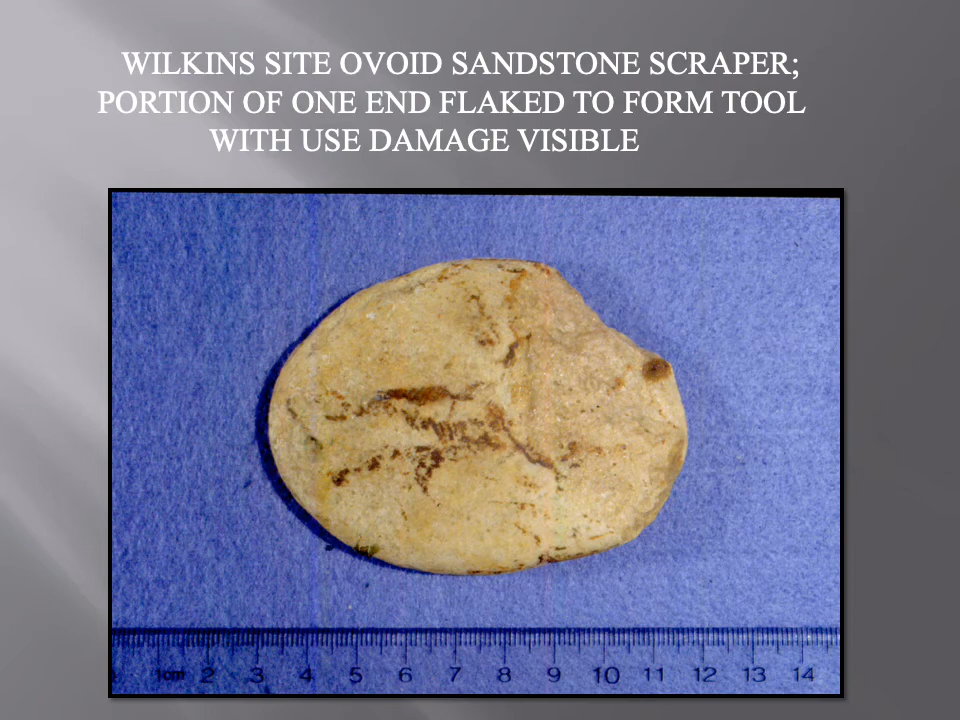 WILKINS SITE OVOID SANDSTONE SCRAPER;
PORTION OF ONE END FLAKED TO FORM TOOL
WITH USE DAMAGE VISIBLE
1cm 2 3 4 5 6 7 8 9 10 11 12 13 14